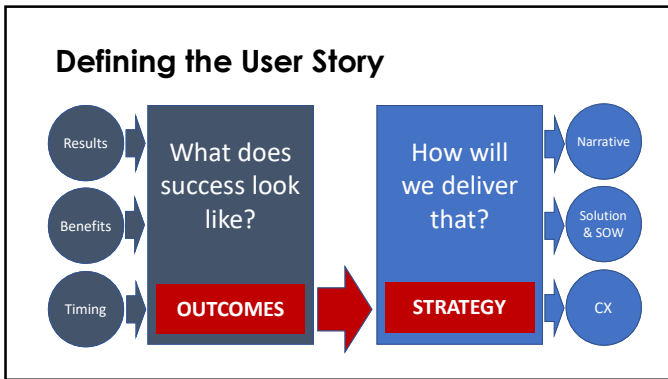 Defining the User Story
Results
Benefits
Timing
What does
success look
like?
OUTCOMES
How will
we deliver
that?
STRATEGY
Narrative
Solution
& SOW
CX